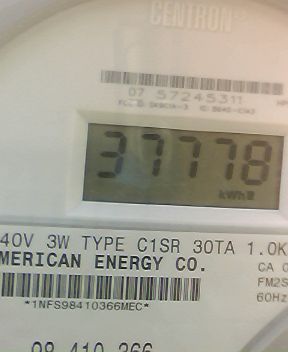 CENTRON®
07 57245311
37778
kWh
40V 3W TYPE C1SR 30TA 1.0K
MERICAN ENERGY CO.
CA 0
FM2S
60Hz
*1NFS98410366MEC*
98 410 366